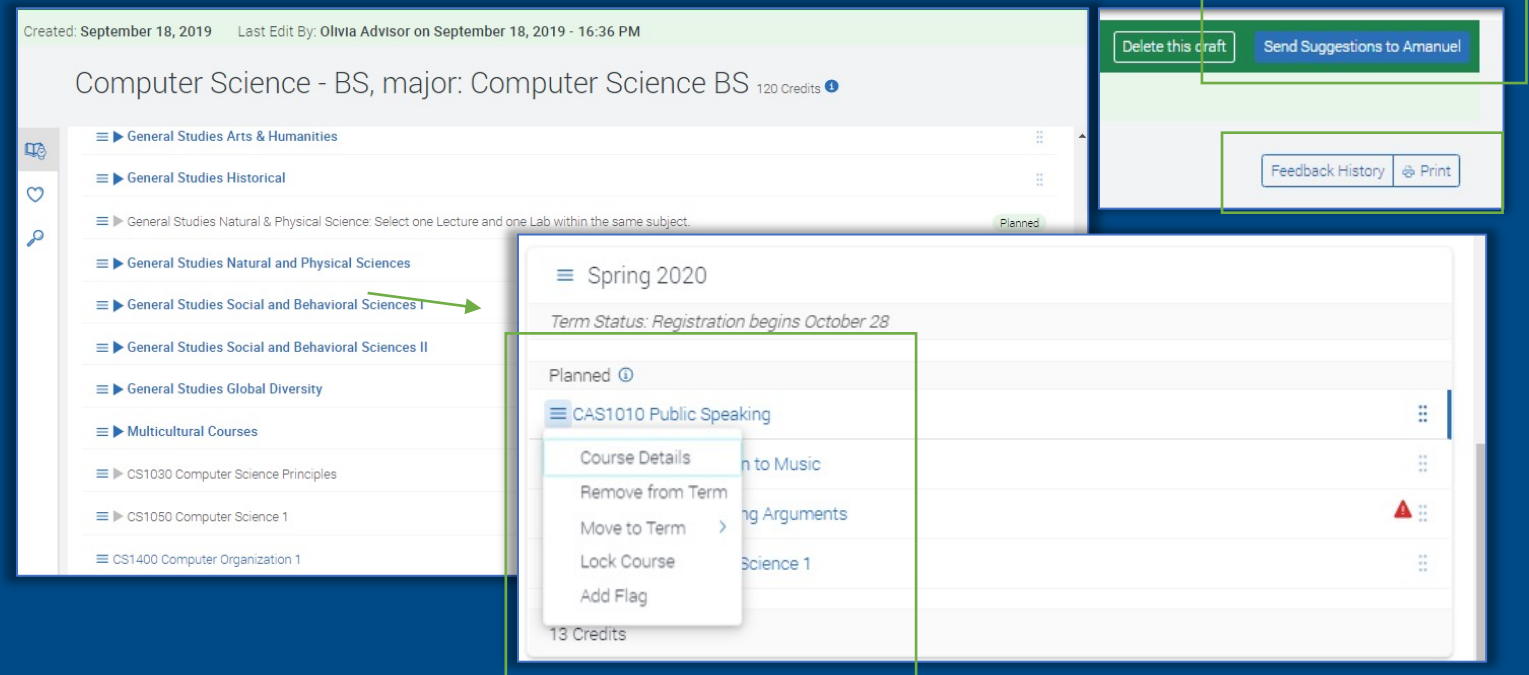 Created: September 18, 2019 Last Edit By: Olivia Advisor on September 18, 2019 - 16:36 PM
Computer Science - BS, major: Computer Science BS 120 Credits
General Studies Arts & Humanities
General Studies Historical
General Studies Natural & Physical Science: Select one Lecture and one Lab within the same subject.
Planned
General Studies Natural and Physical Sciences
General Studies Social and Behavioral Sciences I
General Studies Social and Behavioral Sciences II
General Studies Global Diversity
Multicultural Courses
CS1030 Computer Science Principles
CS1050 Computer Science 1
CS1400 Computer Organization 1
Delete this draft
Send Suggestions to Amanuel
Feedback History
Print
Spring 2020
Term Status: Registration begins October 28
Planned
CAS1010 Public Speaking
Course Details
n to Music
Remove from Term
ng Arguments
Move to Term
Lock Course
Science 1
Add Flag
13 Credits